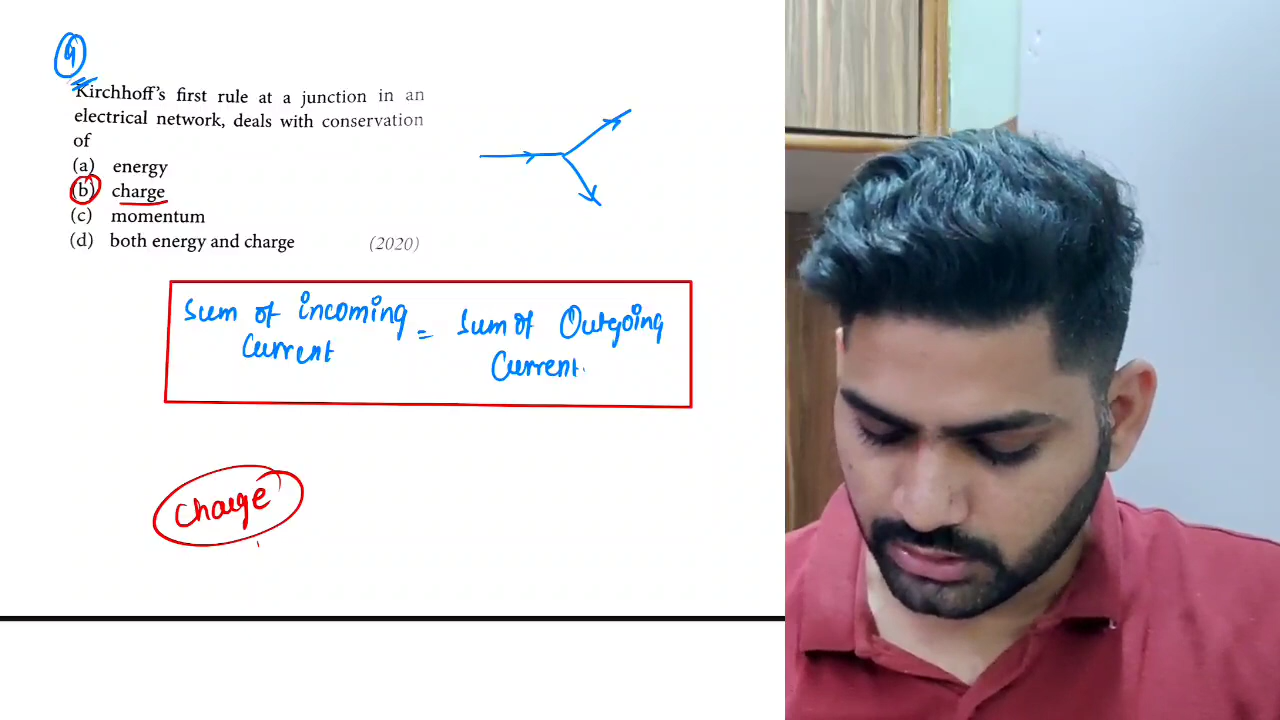 Kirchhoff's first rule at a junction in an
electrical network, deals with conservation
of
(a) energy
(b) charge
(c) momentum
(d) both energy and charge (2020)
Sum of incoming = Sum of Outgoing
Current Current.
Charge